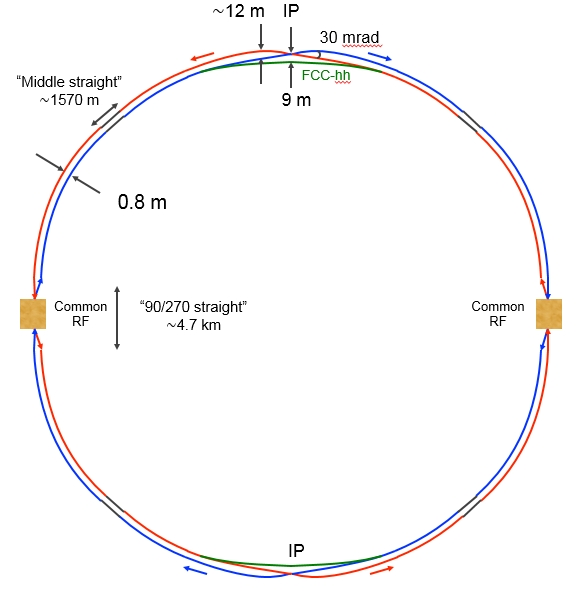 ~12 m IP
30 mrad
FCC-hh
9 m
“Middle straight”
~1570 m
0.8 m
Common
RF
“90/270 straight”
~4.7 km
Common
RF
IP